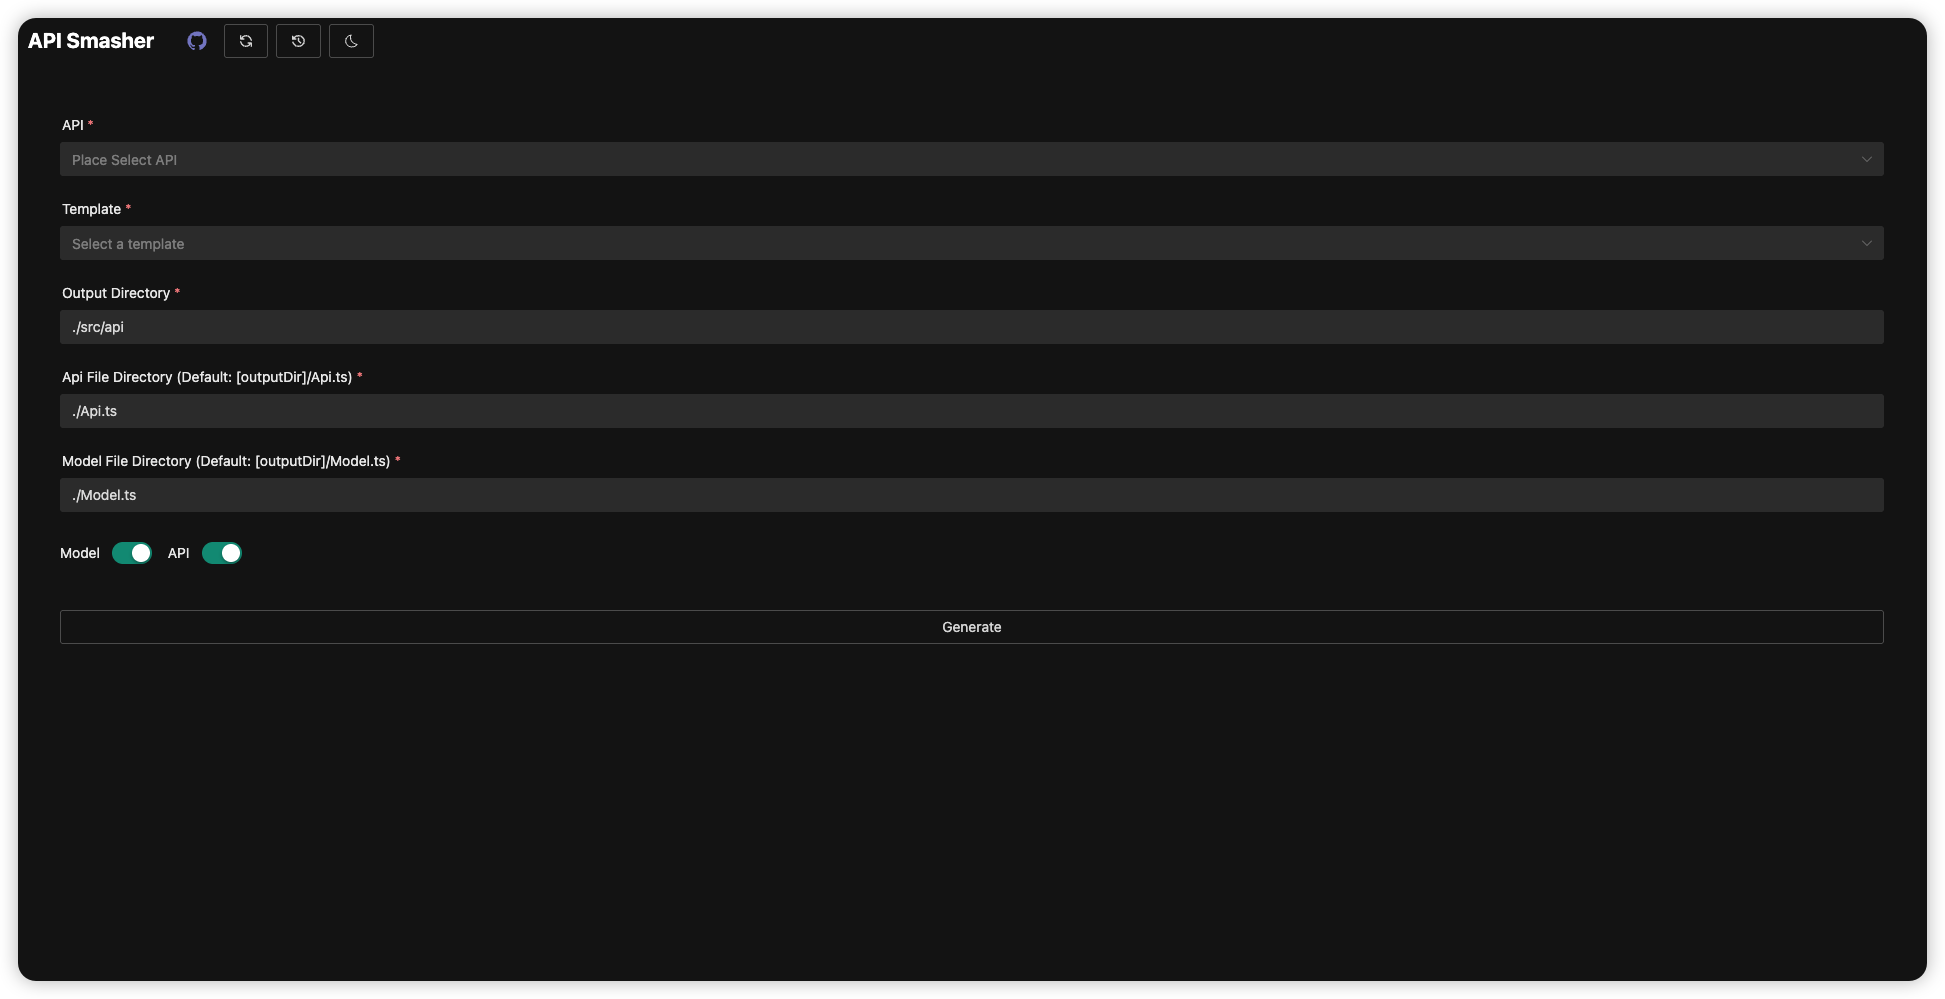 API Smasher
API *
Place Select API
Template *
Select a template
Output Directory *
./src/api
Api File Directory (Default: [outputDir]/Api.ts) *
./Api.ts
Model File Directory (Default: [outputDir]/Model.ts) *
./Model.ts
Model API
Generate